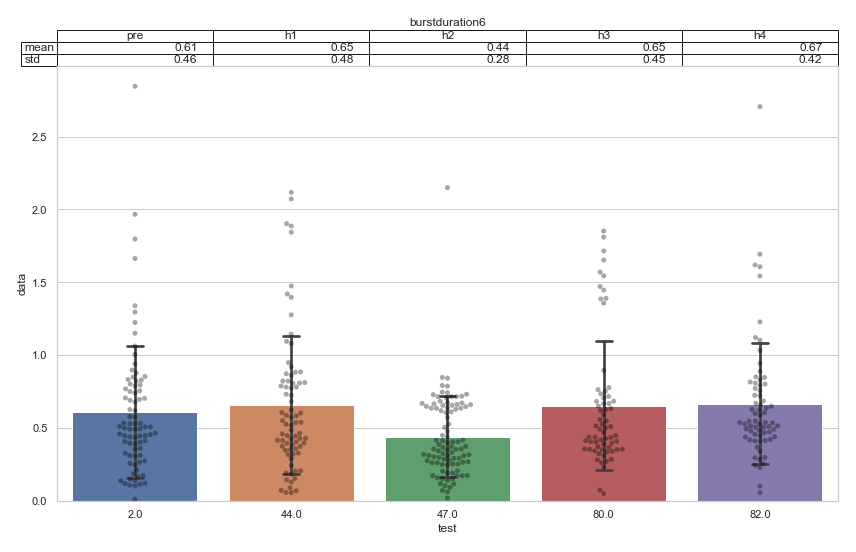 burstduration6
pre h1 h2 h3 h4
mean 0.61 0.65 0.44 0.65 0.67
std 0.46 0.48 0.28 0.45 0.42
2.5
2.0
1.5
1.0
0.5
0.0
data
2.0 44.0 47.0 80.0 82.0
test